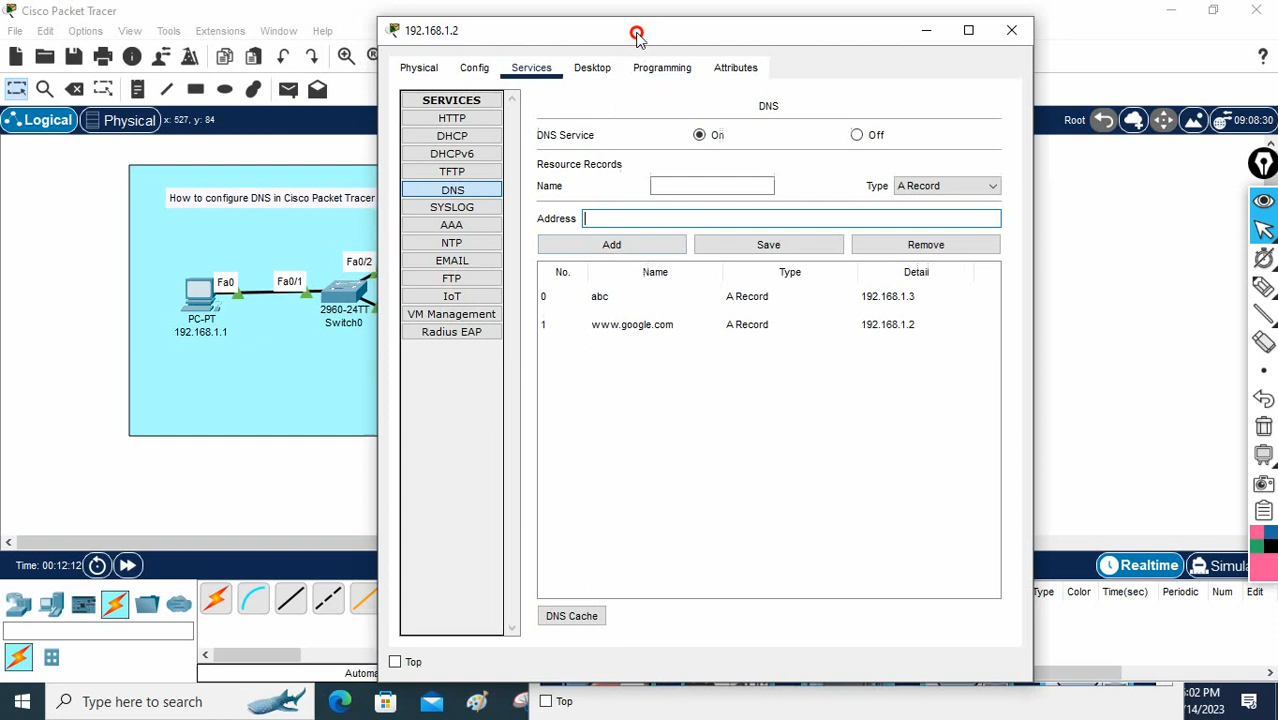 Cisco Packet Tracer
File Edit Options View Tools Extensions Window Help
Logical Physical x: 527, y: 84
Root 09:08:30
How to configure DNS in Cisco Packet Tracer
Fa0/2
Fa0 Fa0/1
PC-PT
192.168.1.1
2960-24TT
Switch0
192.168.1.2
Physical Config Services Desktop Programming Attributes
SERVICES
HTTP
DHCP
DHCPv6
TFTP
DNS
SYSLOG
AAA
NTP
EMAIL
FTP
IoT
VM Management
Radius EAP
DNS
DNS Service On Off
Resource Records
Name Type A Record
Address
Add Save Remove
No. Name Type Detail
0 abc A Record 192.168.1.3
1 www.google.com A Record 192.168.1.2
DNS Cache
Top
Time: 00:12:12
Realtime Simula
Type Color Time(sec) Periodic Num Edit
Automa
Type here to search
Top
:02 PM
/14/2023